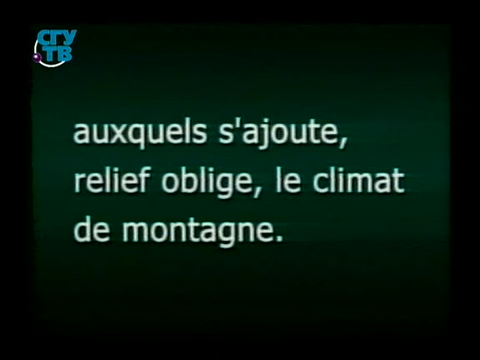 СГУ
ТВ
auxquels s'ajoute,
relief oblige, le climat
de montagne.